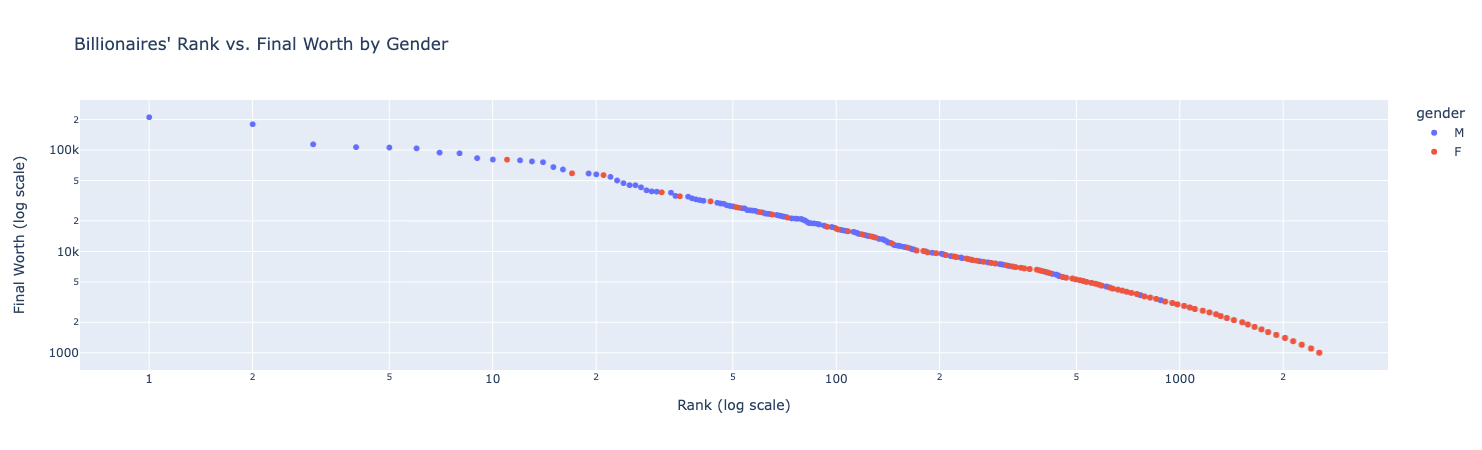 Billionaires' Rank vs. Final Worth by Gender
gender
M
F
Final Worth (log scale)
2
100k
5
2
10k
5
2
1000
1
2
5
10
2
5
100
2
5
1000
2
Rank (log scale)